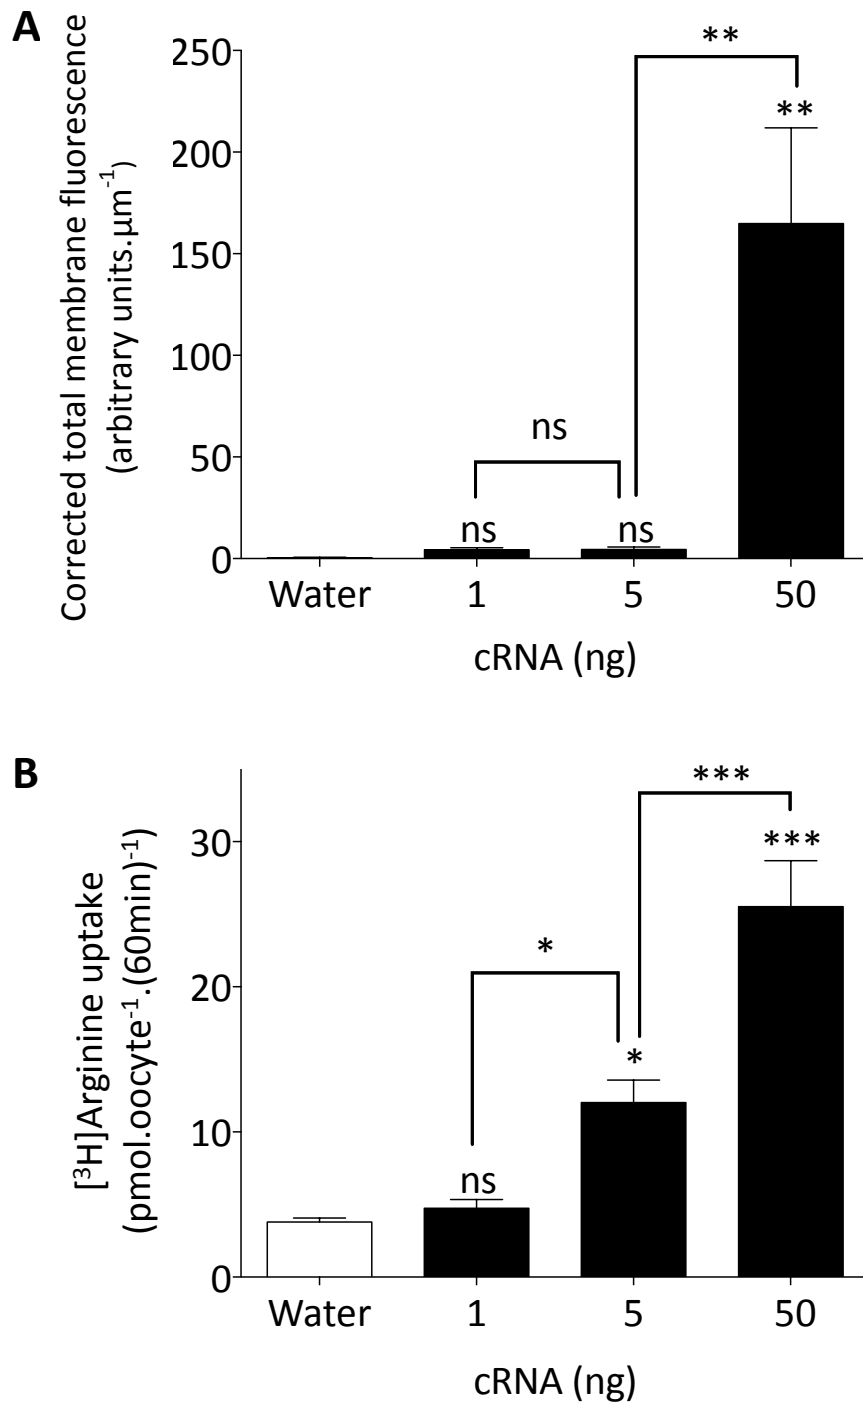 A
Corrected total membrane fluorescence
(arbitrary units.µm⁻¹)
250
200
150
100
50
0
**
**
ns
ns
ns
Water 1 5 50
cRNA (ng)
B
[³H]Arginine uptake
(pmol.oocyte⁻¹.(60min)⁻¹)
30
20
10
0
***
***
*
*
ns
Water 1 5 50
cRNA (ng)